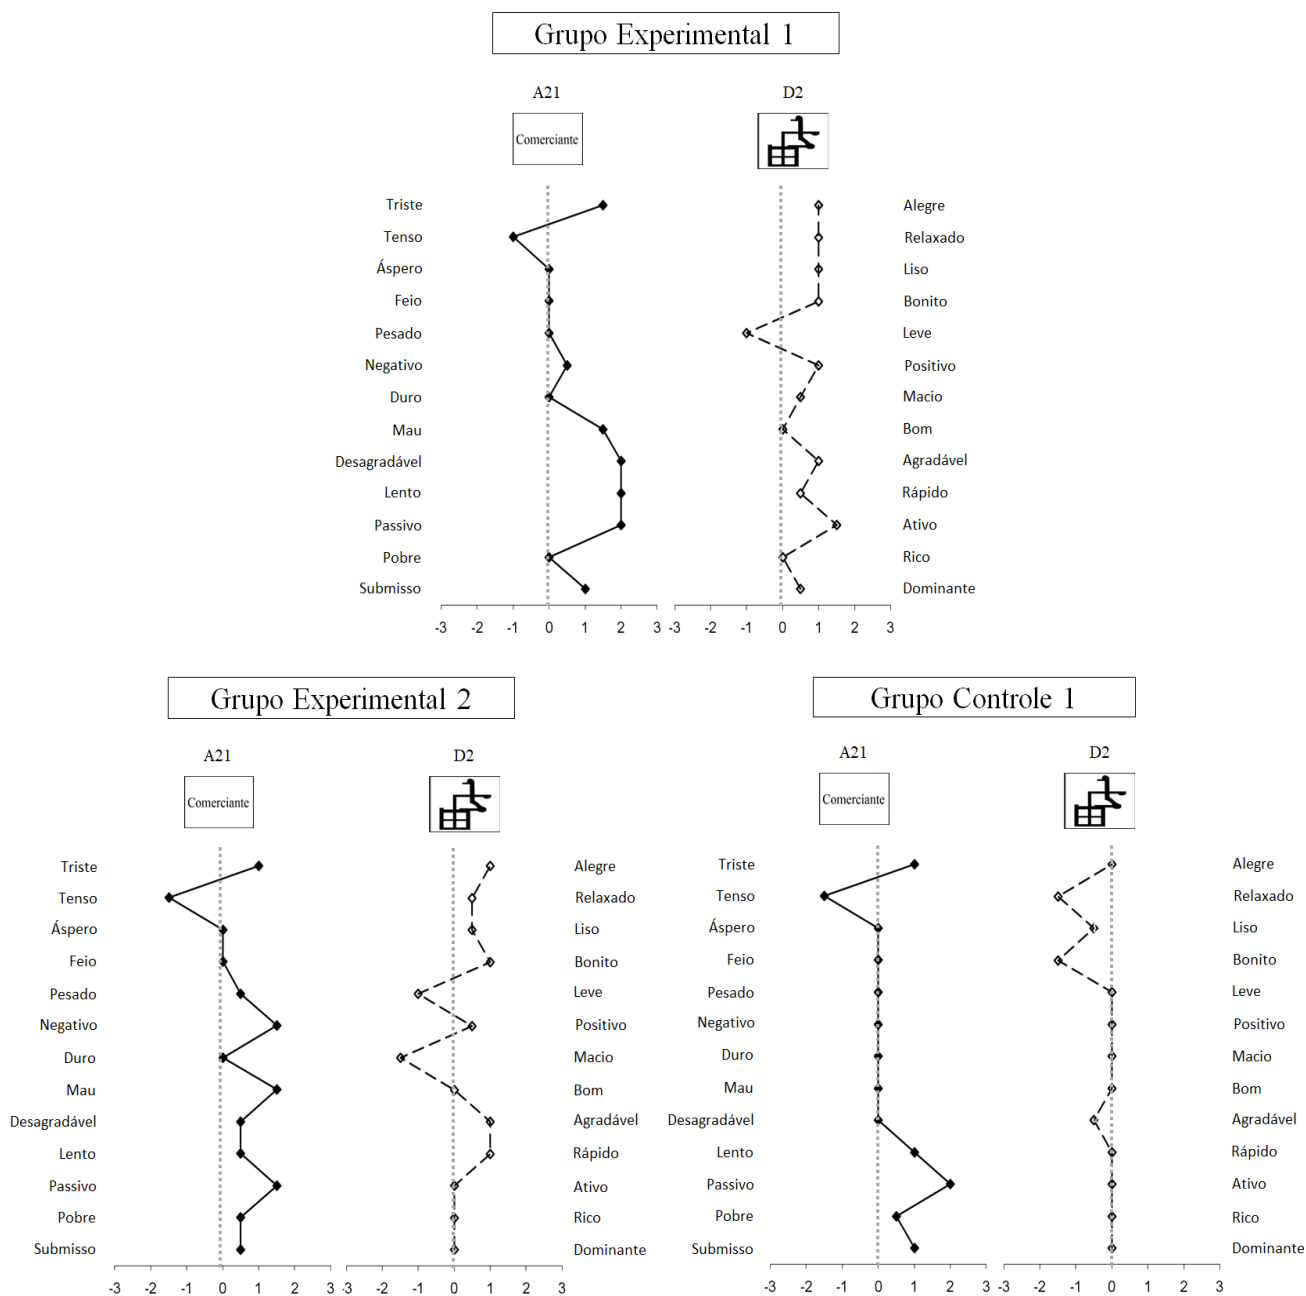 Grupo Experimental 1
A21 D2
Comerciante
Triste Alegre
Tenso Relaxado
Áspero Liso
Feio Bonito
Pesado Leve
Negativo Positivo
Duro Macio
Mau Bom
Desagradável Agradável
Lento Rápido
Passivo Ativo
Pobre Rico
Submisso Dominante
-3 -2 -1 0 1 2 3 -3 -2 -1 0 1 2 3
Grupo Experimental 2
A21 D2
Comerciante
Triste Alegre
Tenso Relaxado
Áspero Liso
Feio Bonito
Pesado Leve
Negativo Positivo
Duro Macio
Mau Bom
Desagradável Agradável
Lento Rápido
Passivo Ativo
Pobre Rico
Submisso Dominante
-3 -2 -1 0 1 2 3 -3 -2 -1 0 1 2 3
Grupo Controle 1
A21 D2
Comerciante
Triste Alegre
Tenso Relaxado
Áspero Liso
Feio Bonito
Pesado Leve
Negativo Positivo
Duro Macio
Mau Bom
Desagradável Agradável
Lento Rápido
Passivo Ativo
Pobre Rico
Submisso Dominante
-3 -2 -1 0 1 2 3 -3 -2 -1 0 1 2 3